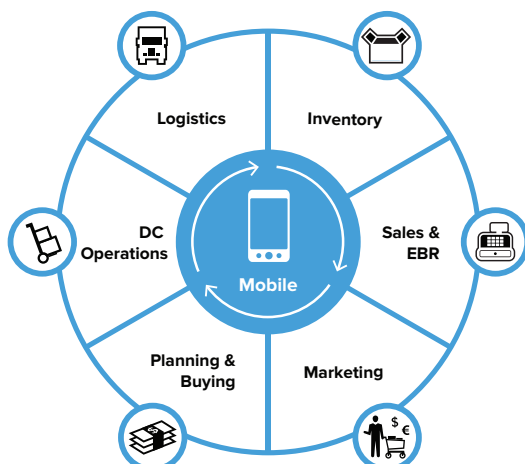 Logistics
Inventory
DC
Operations
Sales &
EBR
Mobile
Planning &
Buying
Marketing
$
€